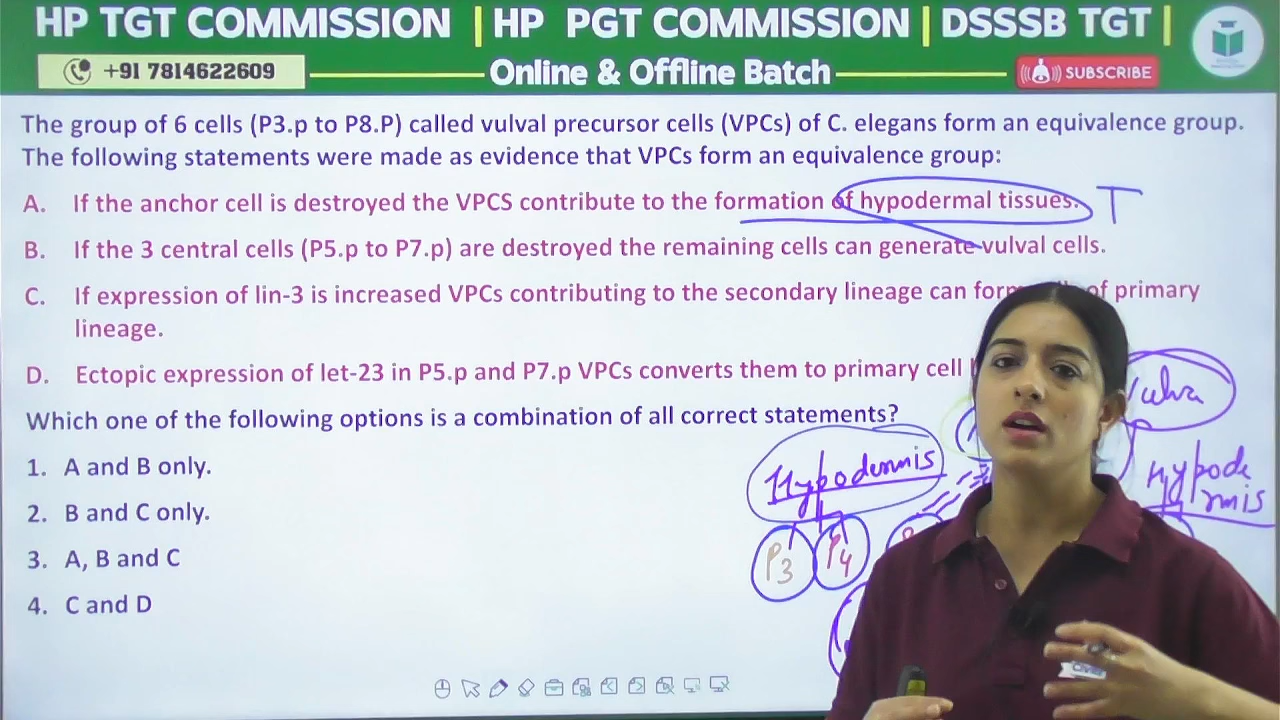 HP TGT COMMISSION | HP PGT COMMISSION | DSSSB TGT |
+91 7814622609
Online & Offline Batch
SUBSCRIBE
The group of 6 cells (P3.p to P8.P) called vulval precursor cells (VPCs) of C. elegans form an equivalence group.
The following statements were made as evidence that VPCs form an equivalence group:
A. If the anchor cell is destroyed the VPCS contribute to the formation of hypodermal tissues. T
B. If the 3 central cells (P5.p to P7.p) are destroyed the remaining cells can generate vulval cells.
C. If expression of lin-3 is increased VPCs contributing to the secondary lineage can form of primary
lineage.
D. Ectopic expression of let-23 in P5.p and P7.p VPCs converts them to primary cell
Vulva
Which one of the following options is a combination of all correct statements?
1. A and B only.
Hypodermis
Hypode
rmis
2. B and C only.
3. A, B and C
P3 P4
4. C and D